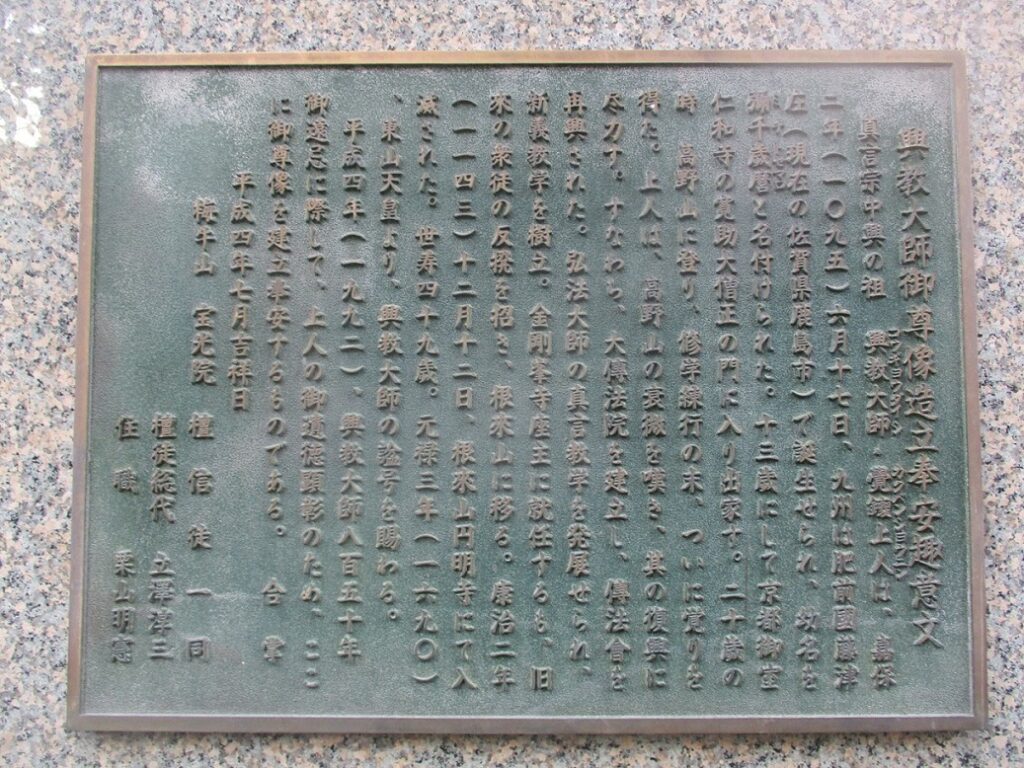 興教大師御尊像造立奉安趣意文
真言宗中興の祖 興教大師・覚鑁上人は、嘉保
二年(一〇九五)六月十七日、九州は肥前國藤津
庄(現在の佐賀県鹿島市)で誕生せられ、幼名を
彌千歳麿と名付けられた。十三歳にして京都御室
仁和寺の寛助大僧正の門に入り出家す。二十歳の
時 高野山に登り、修学練行の末、ついに覚りを
得た。上人は、高野山の衰微を嘆き、其の復興に
尽力す。すなわち、大傳法院を建立し、傳法會を
再興された。弘法大師の真言教学を発展せられ、
新義教学を樹立。金剛峯寺座主に就任するも、旧
来の衆徒の反撥を招き、根来山に移る。康治二年
(一一四三)十二月十二日、根来山円明寺にて入
滅された。世寿四十九歳。元禄三年(一六九〇)
、東山天皇より、興教大師の諡号を賜わる。
平成四年(一九九二)、興教大師八百五十年
御遠忌に際して、上人の御遺徳顕彰のため、ここ
に御尊像を建立奉安するものである。 合掌
平成四年七月吉祥日
梅牛山 宝光院 檀信徒一同
檀徒総代 立澤淳三
住職 栗山明憲